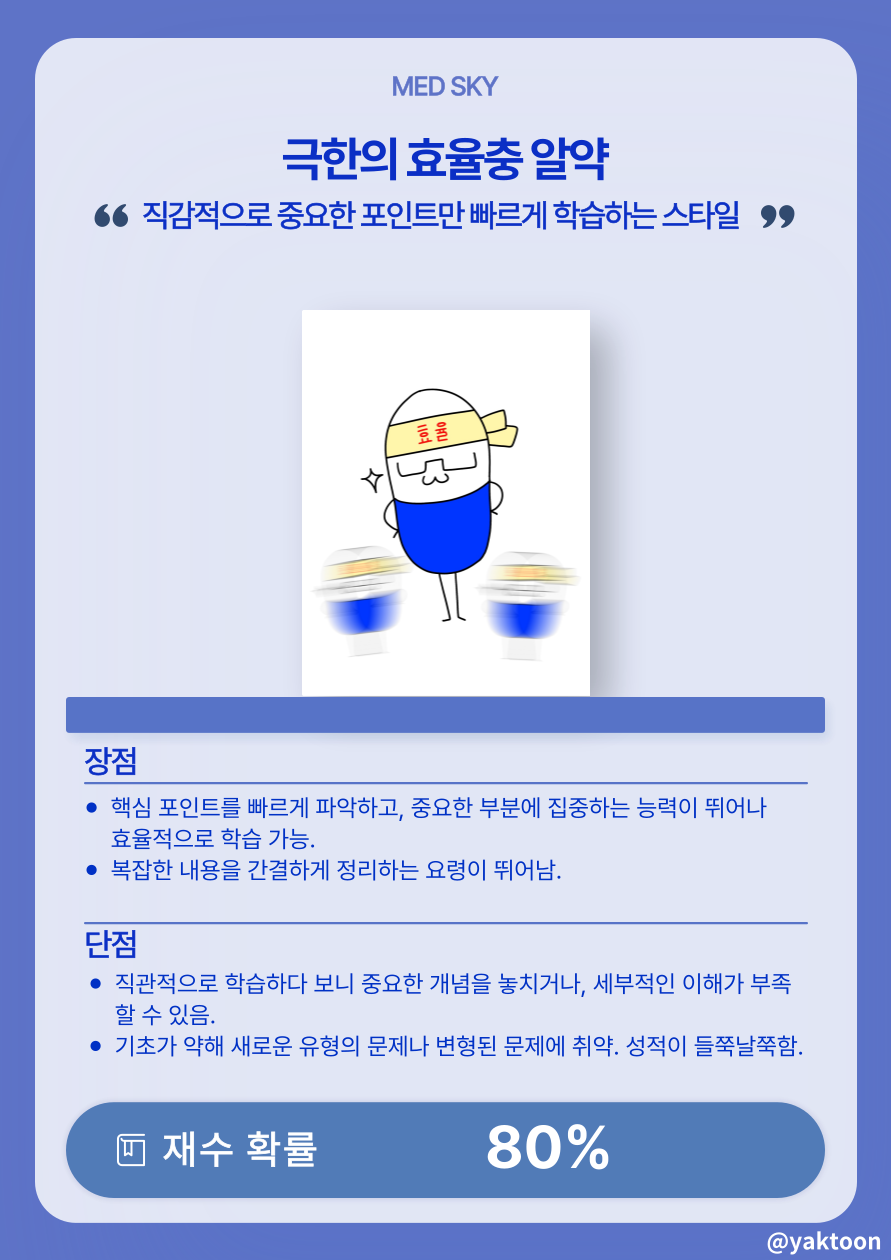 MED SKY
극한의 효율충 알약
“ 직감적으로 중요한 포인트만 빠르게 학습하는 스타일 ”
효율
장점
● 핵심 포인트를 빠르게 파악하고, 중요한 부분에 집중하는 능력이 뛰어나
효율적으로 학습 가능.
● 복잡한 내용을 간결하게 정리하는 요령이 뛰어남.
단점
● 직관적으로 학습하다 보니 중요한 개념을 놓치거나, 세부적인 이해가 부족
할 수 있음.
● 기초가 약해 새로운 유형의 문제나 변형된 문제에 취약. 성적이 들쭉날쭉함.
재수 확률 80%
@yaktoon